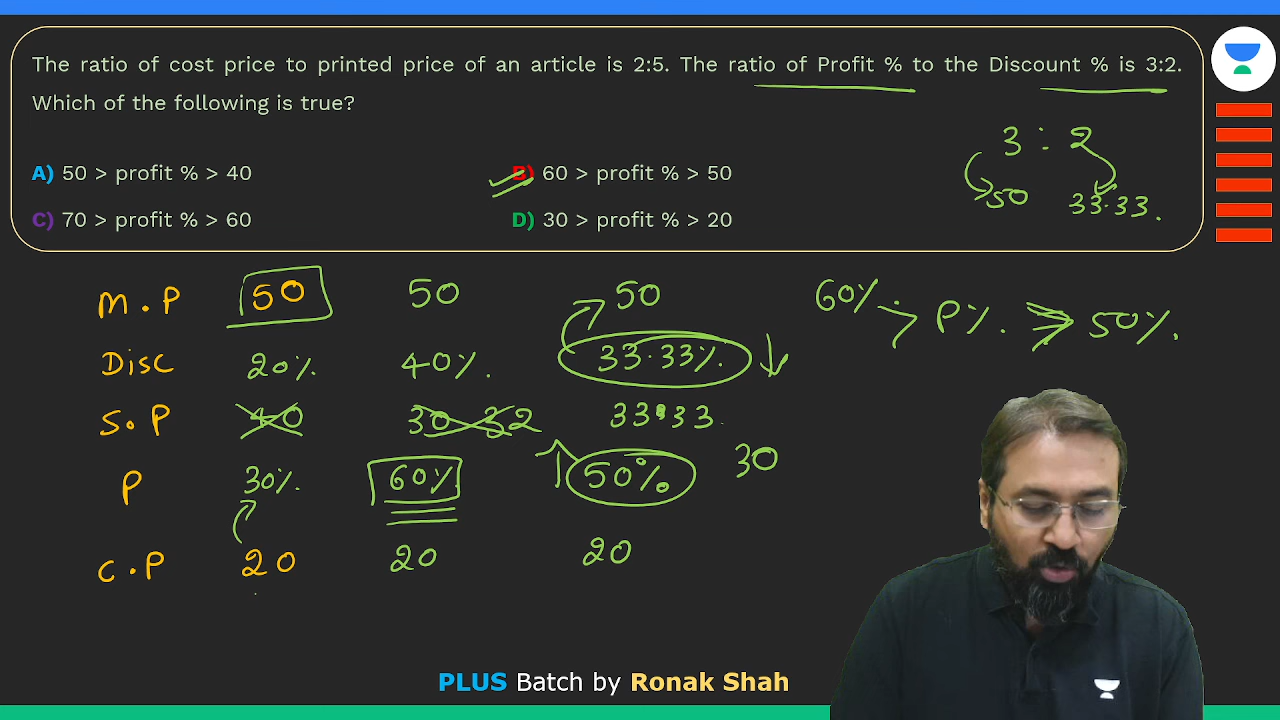 The ratio of cost price to printed price of an article is 2:5. The ratio of Profit % to the Discount % is 3:2.
Which of the following is true?
3 : 2
A) 50 > profit % > 40
B) 60 > profit % > 50
50 33.33.
C) 70 > profit % > 60
D) 30 > profit % > 20
M.P 50 50 50
60% > P%. > 50%.
Disc 20%. 40%. 33.33%.
S.P 40 30 32 33.33
P 30%. 60% 50% 30
C.P 20 20 20
PLUS Batch by Ronak Shah